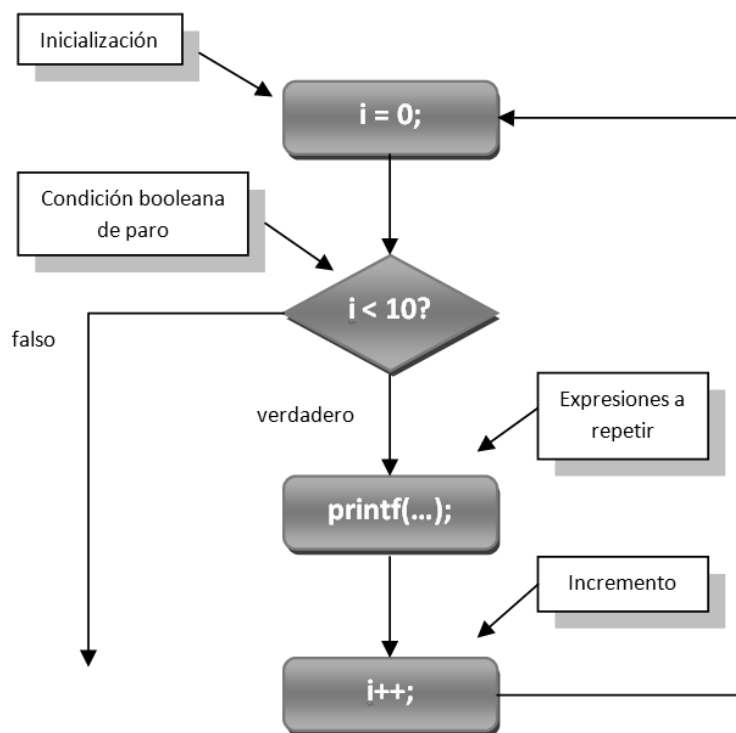 Inicialización
i = 0;
Condición booleana
de paro
i < 10?
falso
verdadero
Expresiones a
repetir
printf(...);
Incremento
i++;